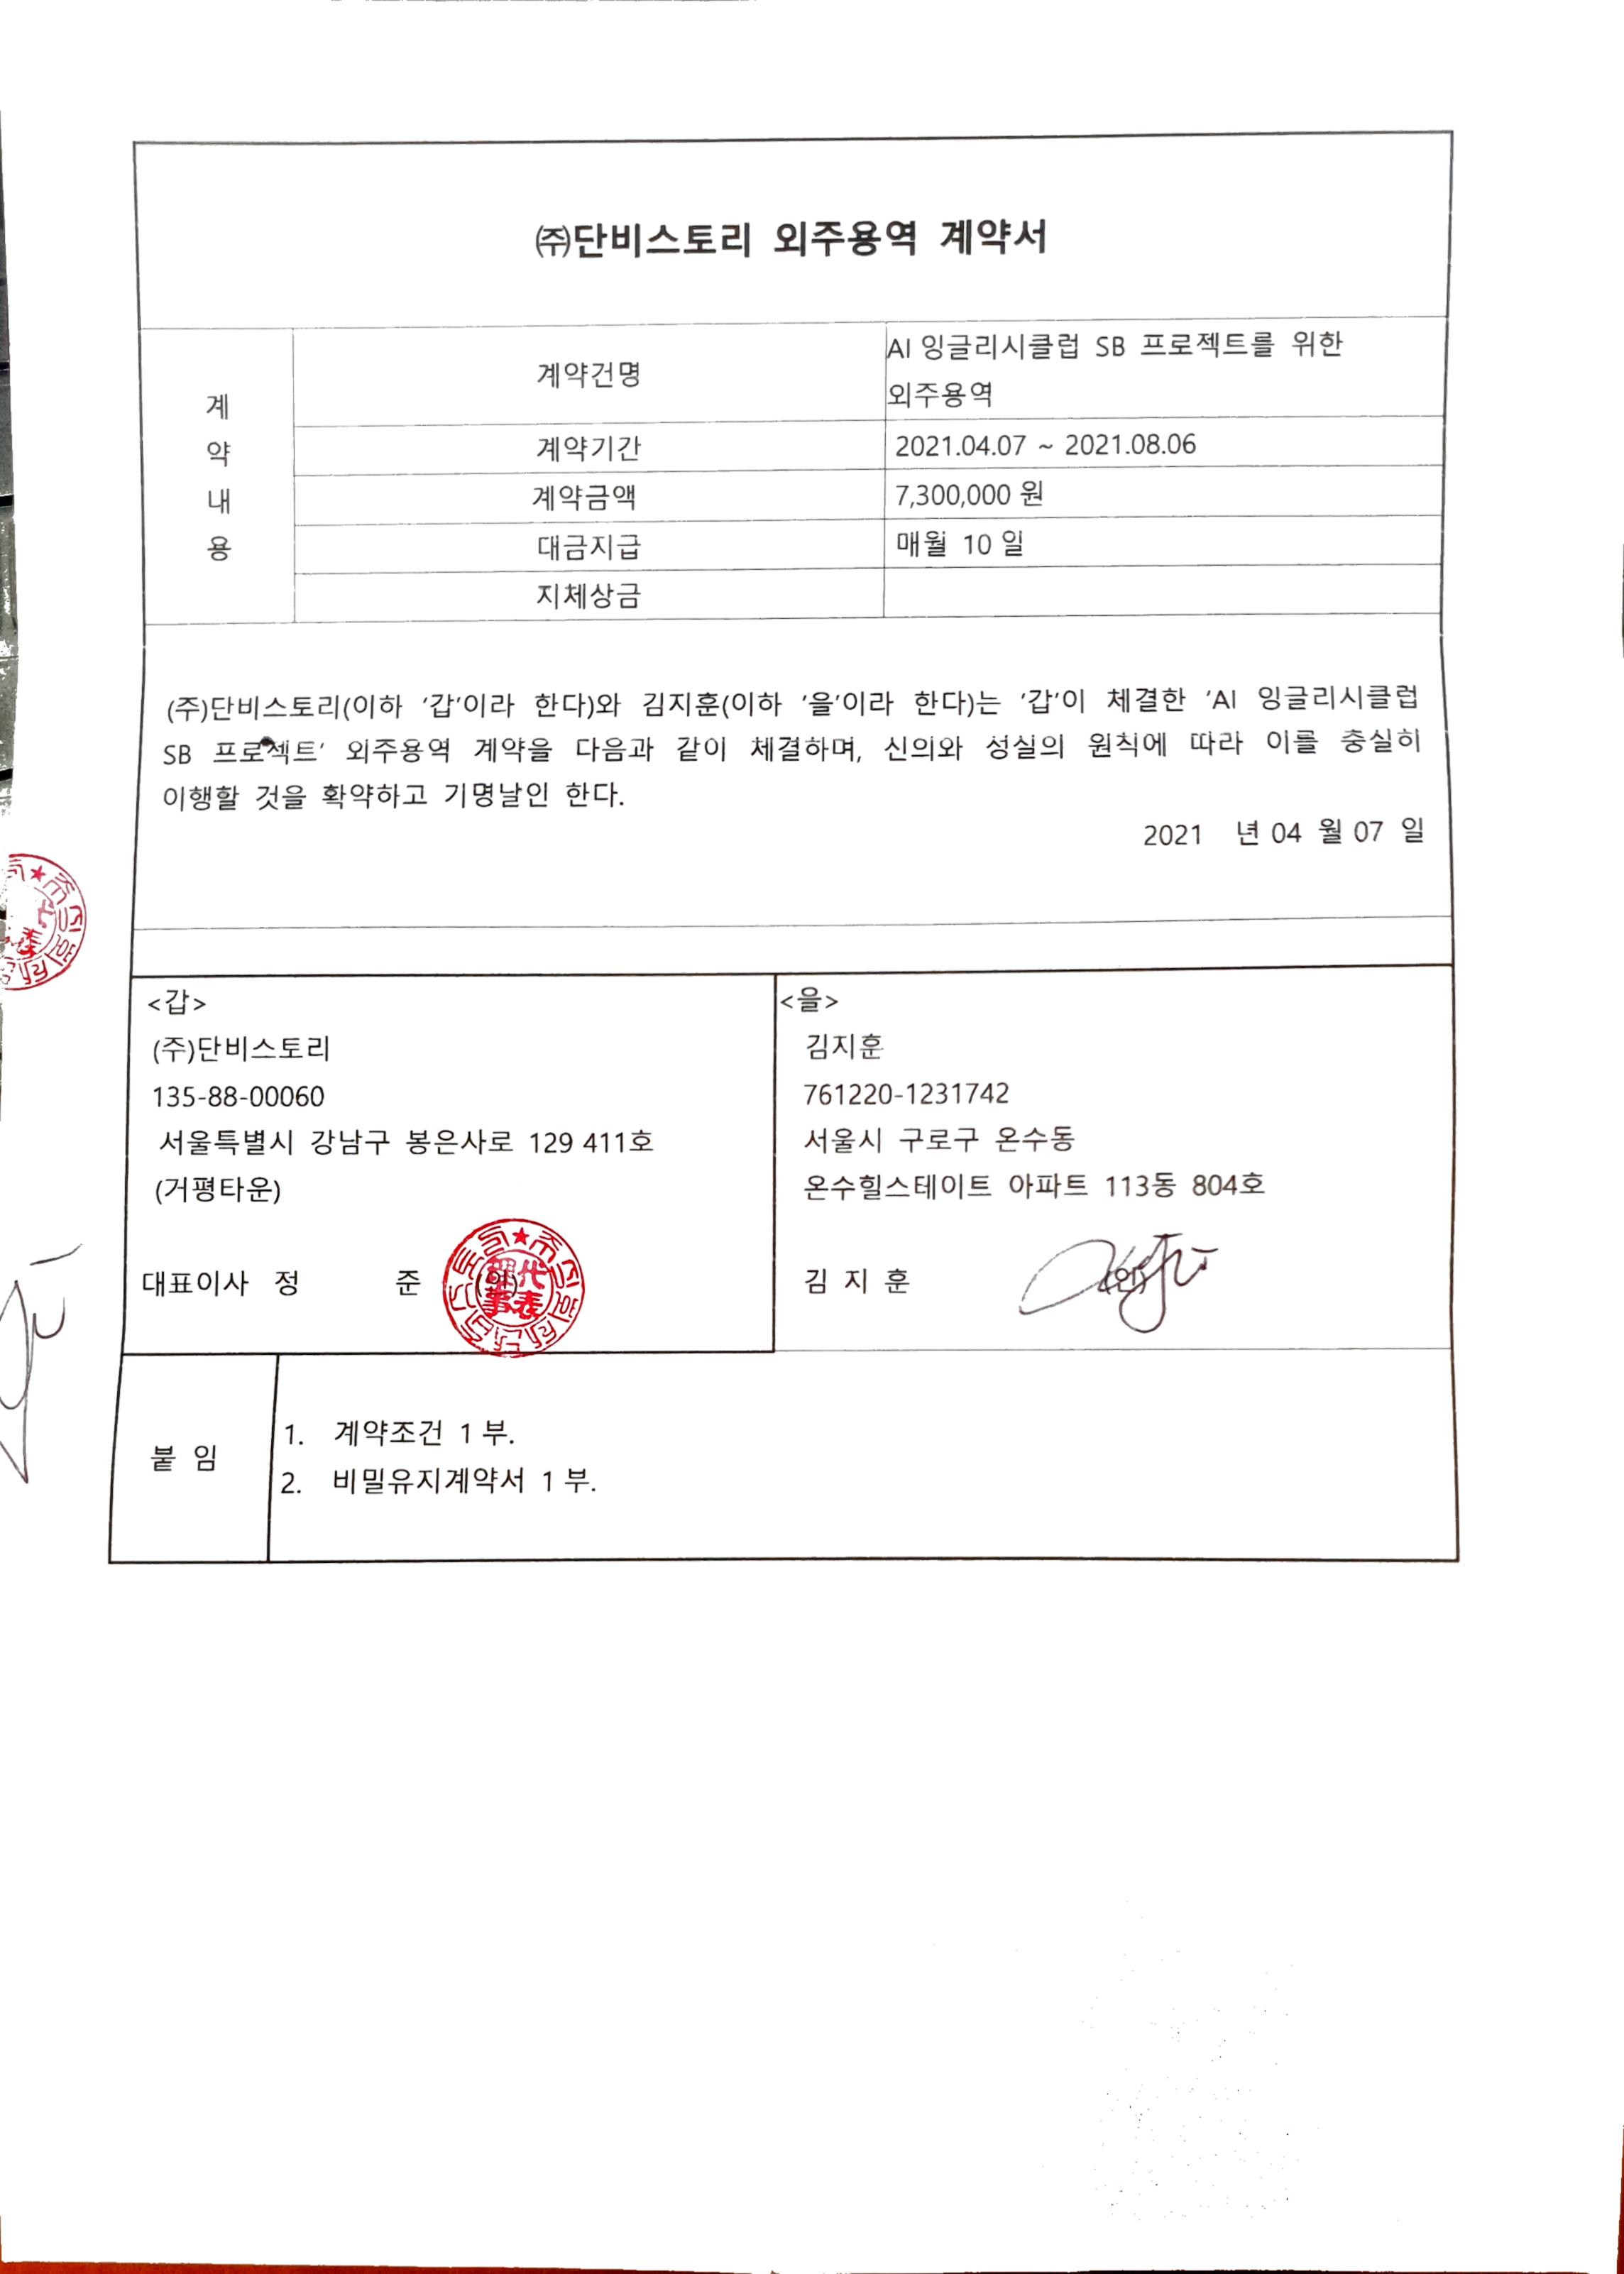 ㈜단비스토리 외주용역 계약서
계약내용
계약건명
AI 잉글리시클럽 SB 프로젝트를 위한
외주용역
계약기간 2021.04.07 ~ 2021.08.06
계약금액 7,300,000 원
대금지급 매월 10 일
지체상금
(주)단비스토리(이하 '갑'이라 한다)와 김지훈(이하 '을'이라 한다)는 '갑'이 체결한 'AI 잉글리시클럽
SB 프로젝트' 외주용역 계약을 다음과 같이 체결하며, 신의와 성실의 원칙에 따라 이를 충실히
이행할 것을 확약하고 기명날인 한다.
2021 년 04 월 07 일
<갑>
(주)단비스토리
135-88-00060
서울특별시 강남구 봉은사로 129 411호
(거평타운)
대표이사 정 준 (인)
<을>
김지훈
761220-1231742
서울시 구로구 온수동
온수힐스테이트 아파트 113동 804호
김 지 훈 (인)
붙 임
1. 계약조건 1 부.
2. 비밀유지계약서 1 부.